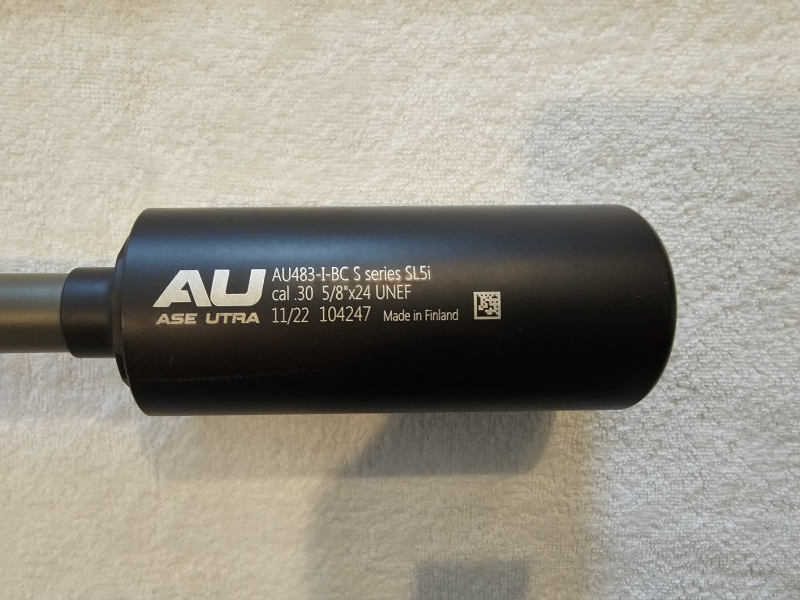 AU
ASE UTRA
AU483-I-BC S series SL5i
cal .30 5/8"x24 UNEF
11/22 104247 Made in Finland